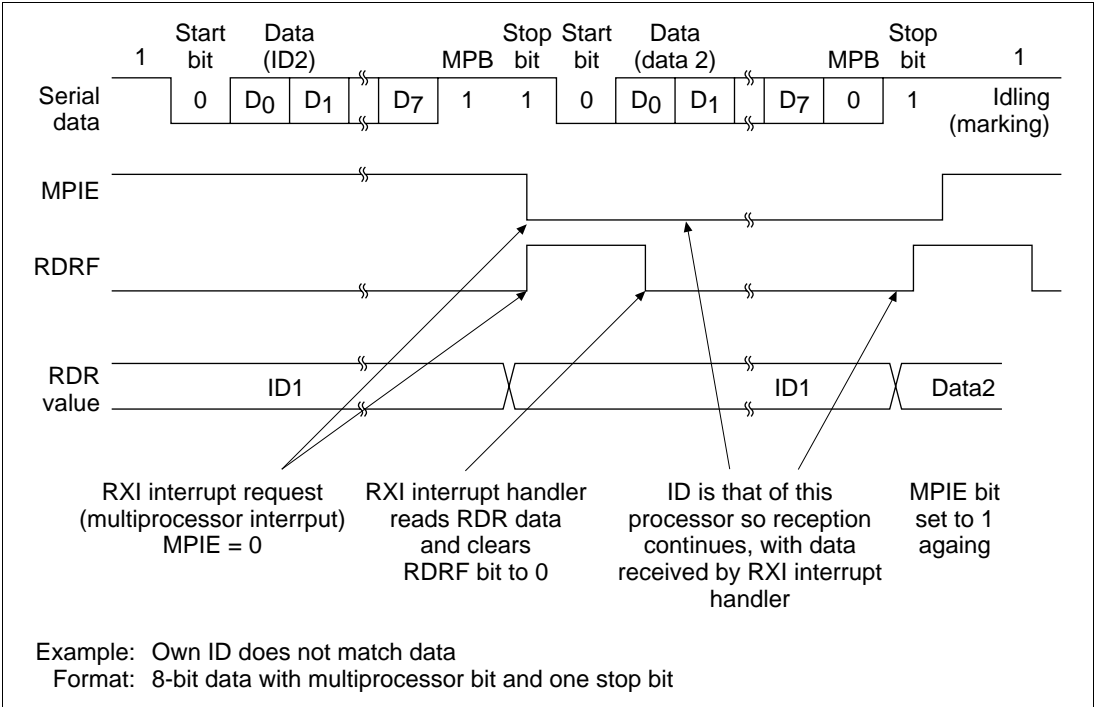 Start Data Stop Start Data Stop
1 bit (ID2) MPB bit bit (data 2) MPB bit 1
Serial data 0 D0 D1 D7 1 1 0 D0 D1 D7 0 1 Idling (marking)
MPIE
RDRF
RDR value ID1 ID1 Data2
RXI interrupt request
(multiprocessor interrput)
MPIE = 0
RXI interrupt handler
reads RDR data
and clears
RDRF bit to 0
ID is that of this
processor so reception
continues, with data
received by RXI interrupt
handler
MPIE bit
set to 1
againg
Example: Own ID does not match data
Format: 8-bit data with multiprocessor bit and one stop bit